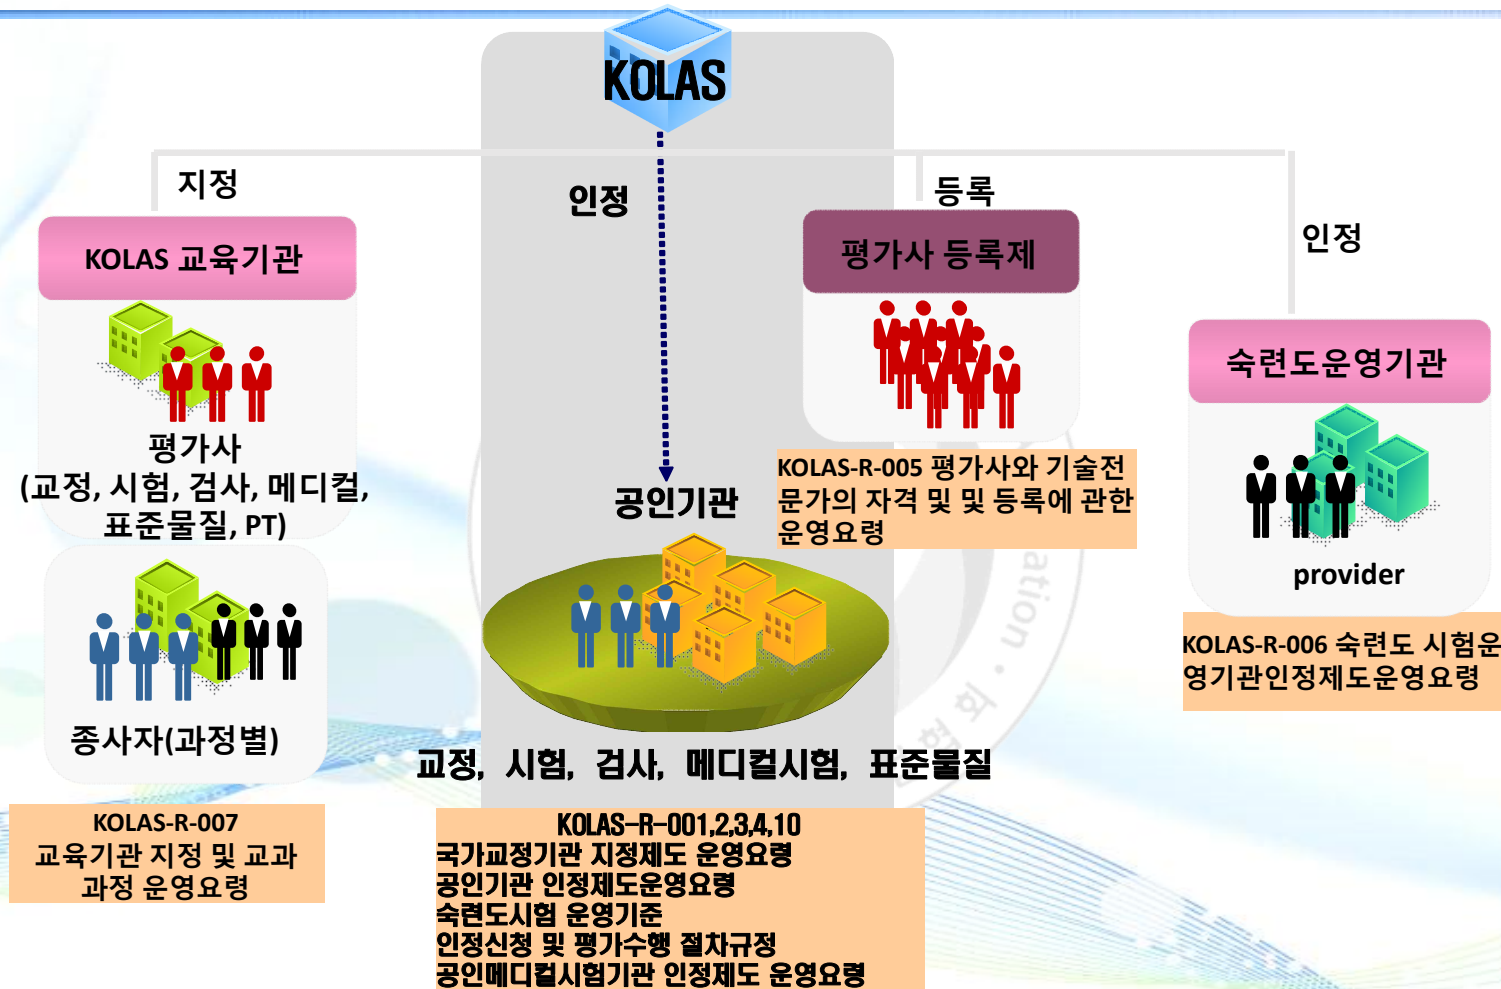 KOLAS
지정
인정
등록
인정
KOLAS 교육기관
평가사
(교정, 시험, 검사, 메디컬,
표준물질, PT)
종사자(과정별)
KOLAS-R-007
교육기관 지정 및 교과
과정 운영요령
공인기관
교정, 시험, 검사, 메디컬시험, 표준물질
KOLAS-R-001,2,3,4,10
국가교정기관 지정제도 운영요령
공인기관 인정제도운영요령
숙련도시험 운영기준
인정신청 및 평가수행 절차규정
공인메디컬시험기관 인정제도 운영요령
평가사 등록제
KOLAS-R-005 평가사와 기술전
문가의 자격 및 및 등록에 관한
운영요령
숙련도운영기관
provider
KOLAS-R-006 숙련도 시험운
영기관인정제도운영요령
ation